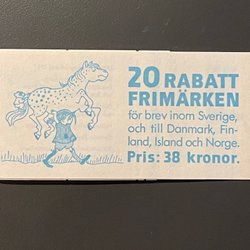 20 RABATT
FRIMÄRKEN
för brev inom Sverige,
och till Danmark, Fin-
land, Island och Norge.
Pris: 38 kronor.